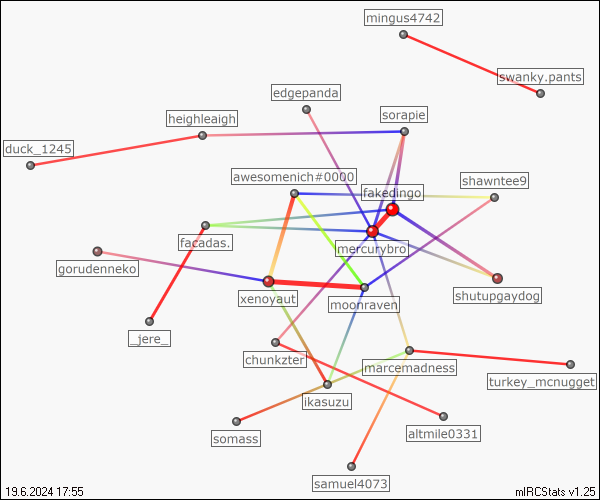 mingus4742
swanky.pants
edgepanda
sorapie
heighleaigh
duck_1245
awesomenich#0000
shawntee9
fakedingo
facadas.
mercurybro
gorudenneko
shutupgaydog
xenoyaut
moonraven
_jere_
chunkzter
marcemadness
turkey_mcnugget
ikasuzu
somass
altmile0331
samuel4073
19.6.2024 17:55
mIRCStats v1.25